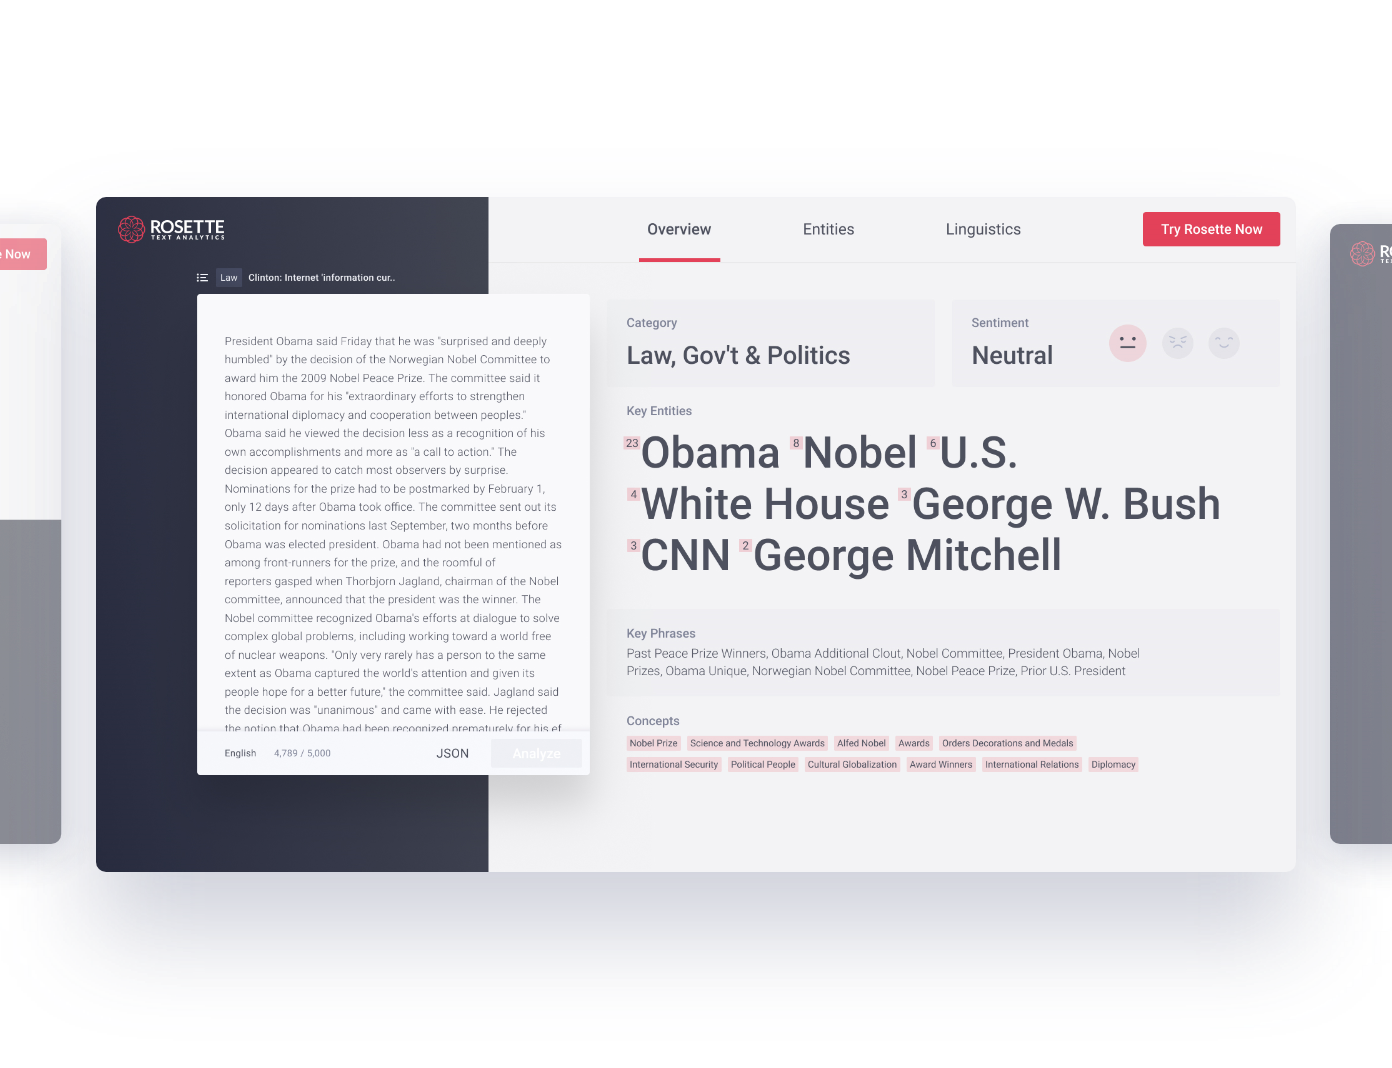 e Now
ROSETTE
TEXT ANALYTICS
Overview
Entities
Linguistics
Try Rosette Now
Law
Clinton: Internet 'information cur..
President Obama said Friday that he was "surprised and deeply
humbled" by the decision of the Norwegian Nobel Committee to
award him the 2009 Nobel Peace Prize. The committee said it
honored Obama for his "extraordinary efforts to strengthen
international diplomacy and cooperation between peoples."
Obama said he viewed the decision less as a recognition of his
own accomplishments and more as "a call to action." The
decision appeared to catch most observers by surprise.
Nominations for the prize had to be postmarked by February 1,
only 12 days after Obama took office. The committee sent out its
solicitation for nominations last September, two months before
Obama was elected president. Obama had not been mentioned as
among front-runners for the prize, and the roomful of
reporters gasped when Thorbjorn Jagland, chairman of the Nobel
committee, announced that the president was the winner. The
Nobel committee recognized Obama's efforts at dialogue to solve
complex global problems, including working toward a world free
of nuclear weapons. "Only very rarely has a person to the same
extent as Obama captured the world's attention and given its
people hope for a better future," the committee said. Jagland said
the decision was "unanimous" and came with ease. He rejected
the notion that Obama had been recognized prematurely for his ef
English
4,789 / 5,000
JSON
Analyze
Category
Law, Gov't & Politics
Sentiment
Neutral
Key Entities
23 Obama 8 Nobel 6 U.S.
4 White House 3 George W. Bush
3 CNN 2 George Mitchell
Key Phrases
Past Peace Prize Winners, Obama Additional Clout, Nobel Committee, President Obama, Nobel
Prizes, Obama Unique, Norwegian Nobel Committee, Nobel Peace Prize, Prior U.S. President
Concepts
Nobel Prize Science and Technology Awards Alfed Nobel Awards Orders Decorations and Medals
International Security Political People Cultural Globalization Award Winners International Relations Diplomacy